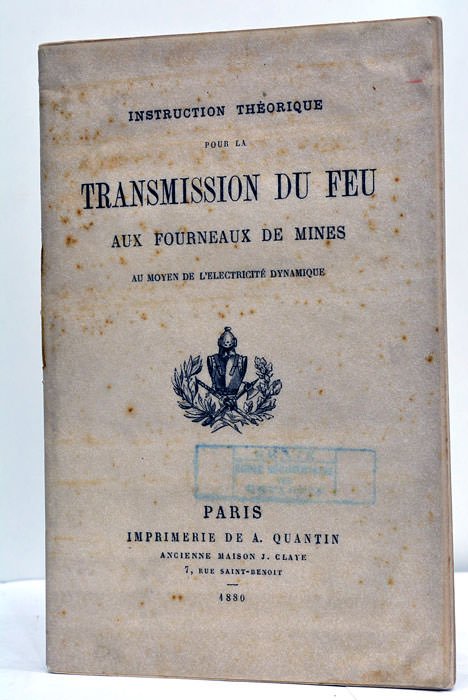 INSTRUCTION THÉORIQUE
POUR LA
TRANSMISSION DU FEU
AUX FOURNEAUX DE MINES
AU MOYEN DE L'ELECTRICITÉ DYNAMIQUE
PARIS
IMPRIMERIE DE A. QUANTIN
ANCIENNE MAISON J. CLAYE
7, RUE SAINT-BENOIT
1880